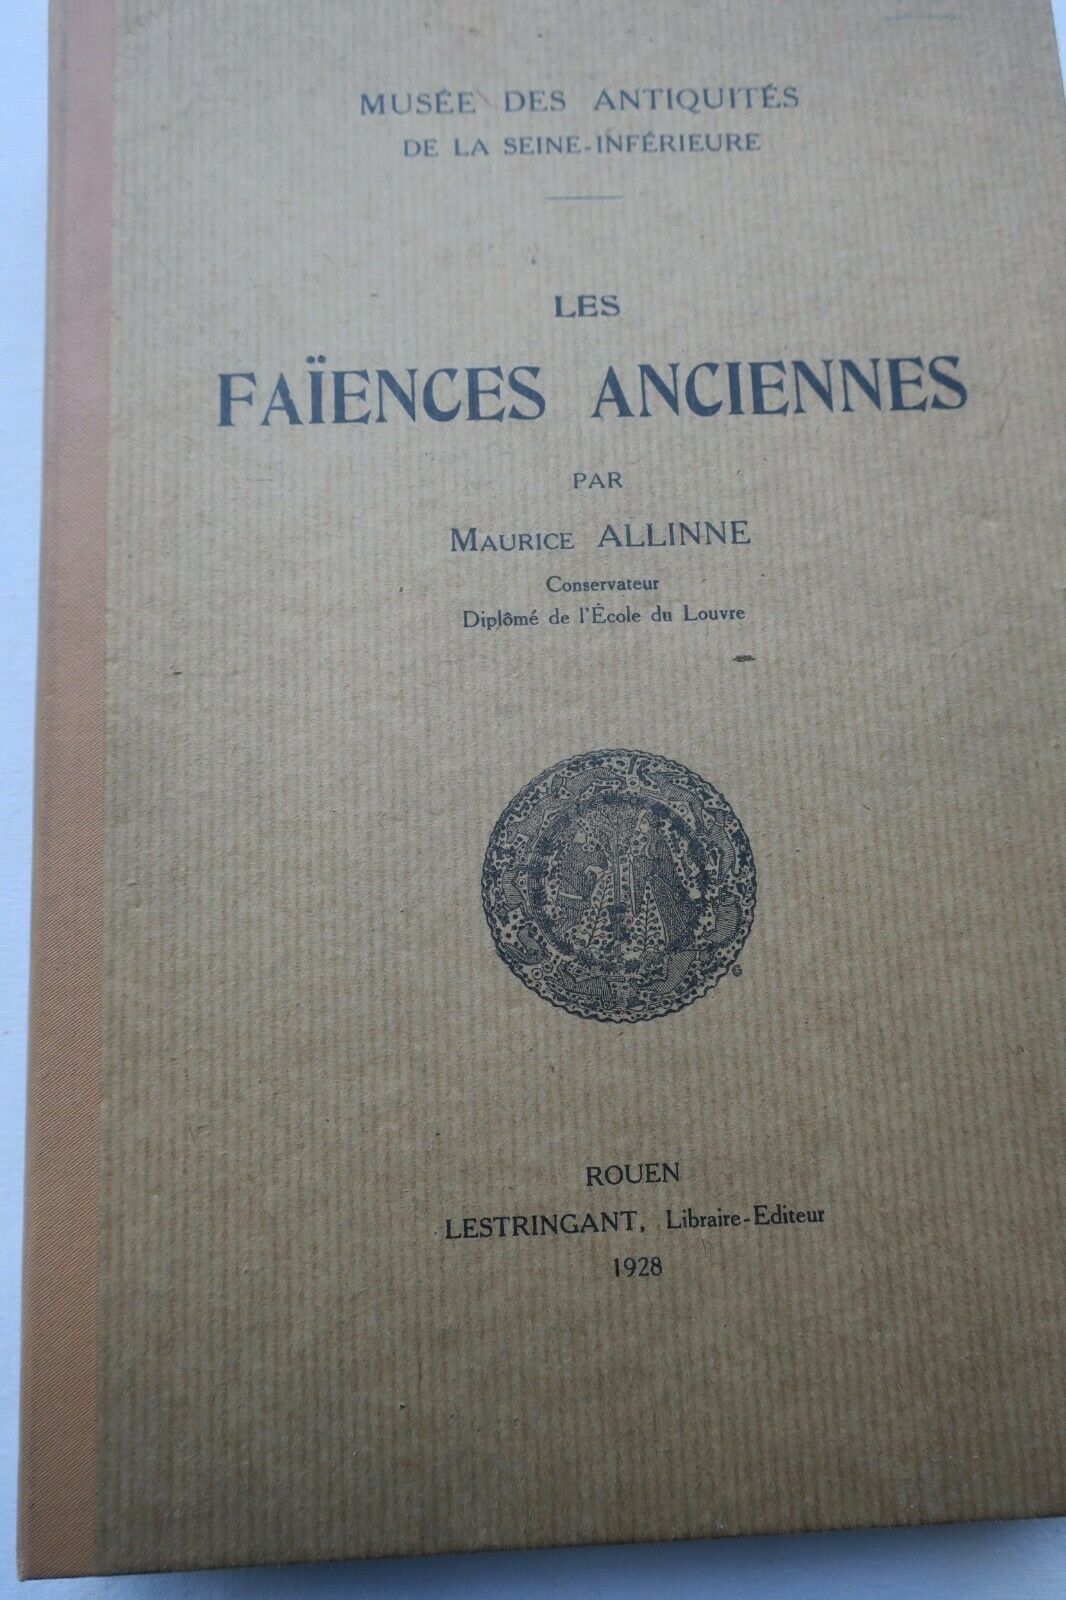 MUSÉE DES ANTIQUITÉS
DE LA SEINE-INFÉRIEURE
LES
FAÏENCES ANCIENNES
PAR
MAURICE ALLINNE
Conservateur
Diplômé de l'École du Louvre
G
ROUEN
LESTRINGANT, Libraire-Editeur
1928